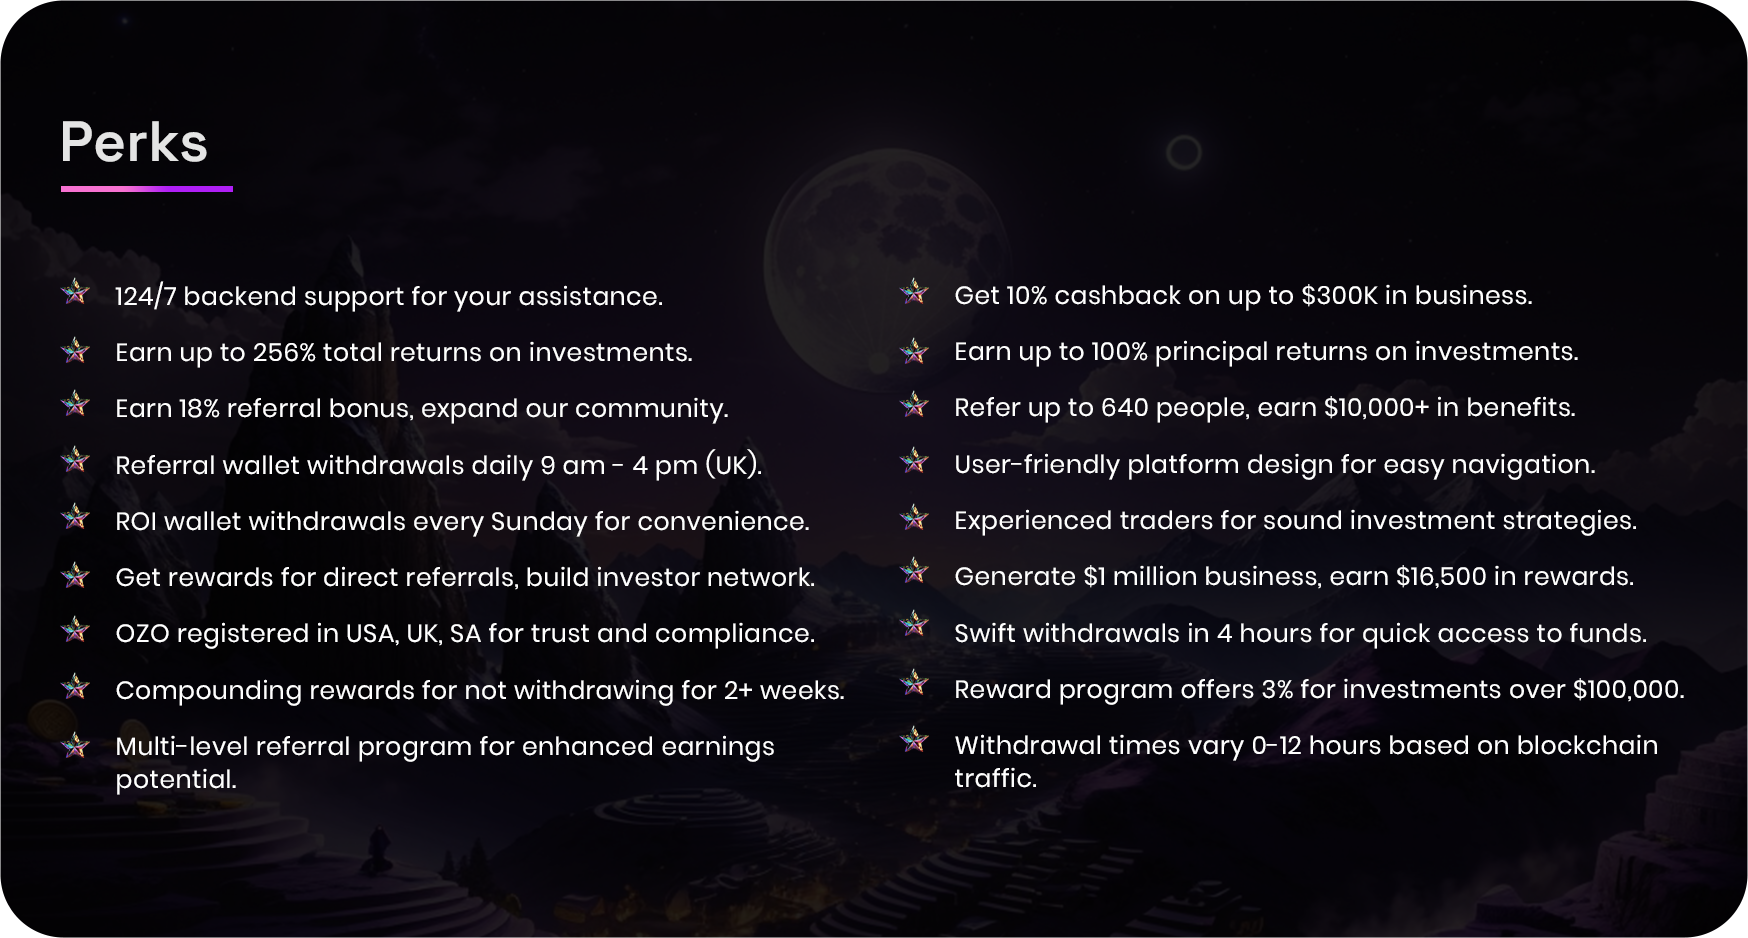 Perks
124/7 backend support for your assistance.
Earn up to 256% total returns on investments.
Earn 18% referral bonus, expand our community.
Referral wallet withdrawals daily 9 am - 4 pm (UK).
ROI wallet withdrawals every Sunday for convenience.
Get rewards for direct referrals, build investor network.
OZO registered in USA, UK, SA for trust and compliance.
Compounding rewards for not withdrawing for 2+ weeks.
Multi-level referral program for enhanced earnings
potential.
Get 10% cashback on up to $300K in business.
Earn up to 100% principal returns on investments.
Refer up to 640 people, earn $10,000+ in benefits.
User-friendly platform design for easy navigation.
Experienced traders for sound investment strategies.
Generate $1 million business, earn $16,500 in rewards.
Swift withdrawals in 4 hours for quick access to funds.
Reward program offers 3% for investments over $100,000.
Withdrawal times vary 0-12 hours based on blockchain
traffic.